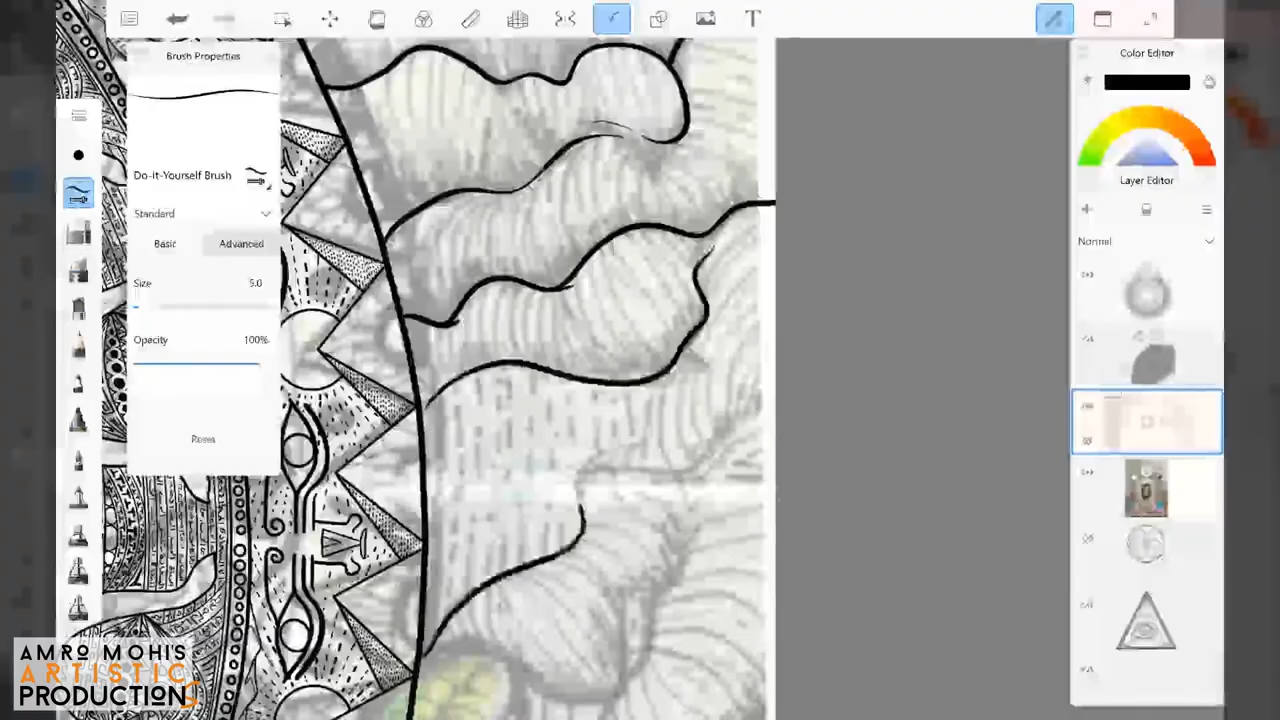 Brush Properties
Do-It-Yourself Brush
Standard
Basic
Advanced
Size
5.0
Opacity
100%
Reset
T
Color Editor
Layer Editor
Normal
AMRO MOHI'S
ARTISTIC
PRODUCTIONS